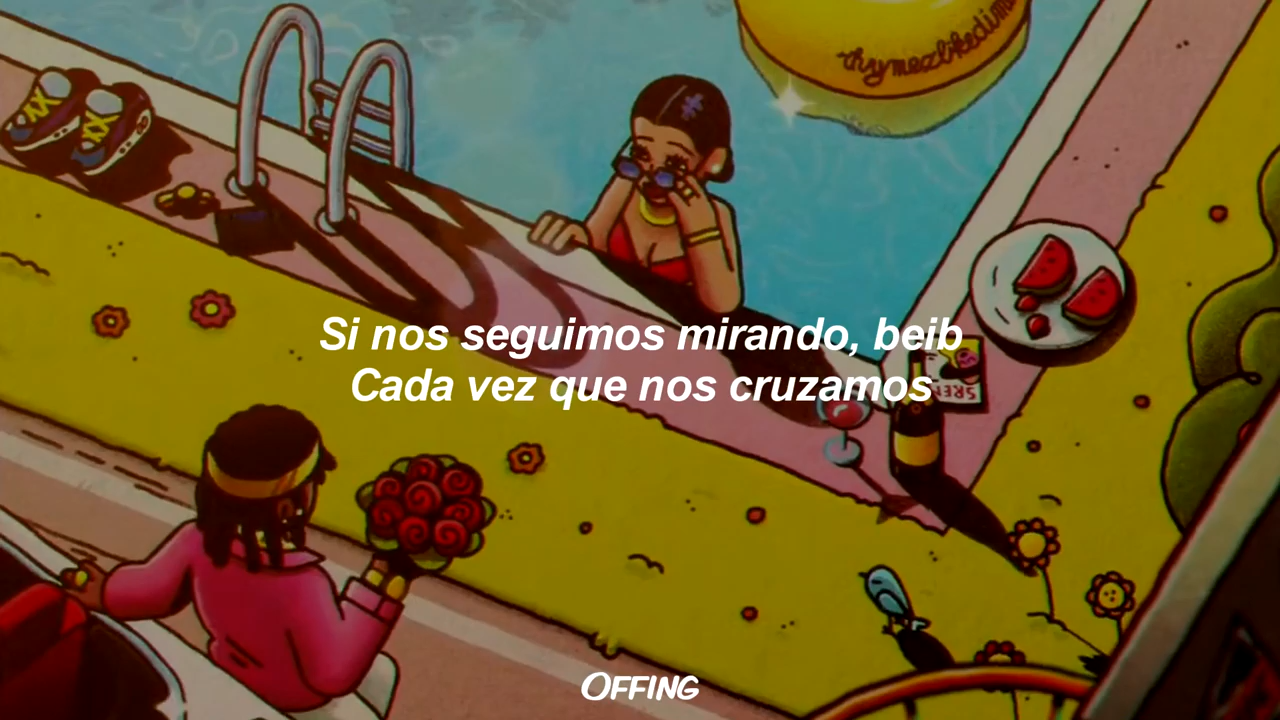 Si nos seguimos mirando, beib
Cada vez que nos cruzamos
OFFING